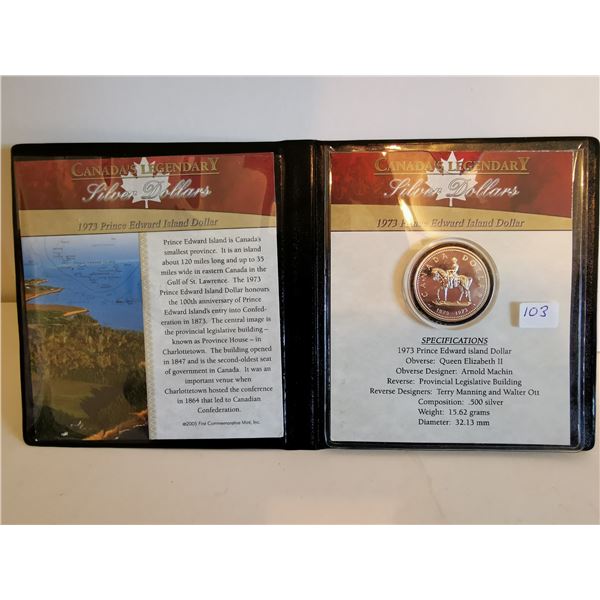 CANADA'S LEGENDARY
Silver Dollars
1973 Prince Edward Island Dollar
Prince Edward Island is Canada's
smallest province. It is an island
about 120 miles long and up to 35
miles wide in eastern Canada in the
Gulf of St. Lawrence. The 1973
Prince Edward Island Dollar honours
the 100th anniversary of Prince
Edward Island's entry into Confed-
eration in 1873. The central image is
the provincial legislative building –
known as Province House – in
Charlottetown. The building opened
in 1847 and is the second-oldest seat
of government in Canada. It was an
important venue when
Charlottetown hosted the conference
in 1864 that led to Canadian
Confederation.
©2005 First Commemorative Mint, Inc.
CANADA'S LEGENDARY
Silver Dollars
1973 Prince Edward Island Dollar
CANADA DOLLAR
1873 - 1973
103
SPECIFICATIONS
1973 Prince Edward island Dollar
Obverse: Queen Elizabeth II
Obverse Designer: Arnold Machin
Reverse: Provincial Legislative Building
Reverse Designers: Terry Manning and Walter Ott
Composition: .500 silver
Weight: 15.62 grams
Diameter: 32.13 mm